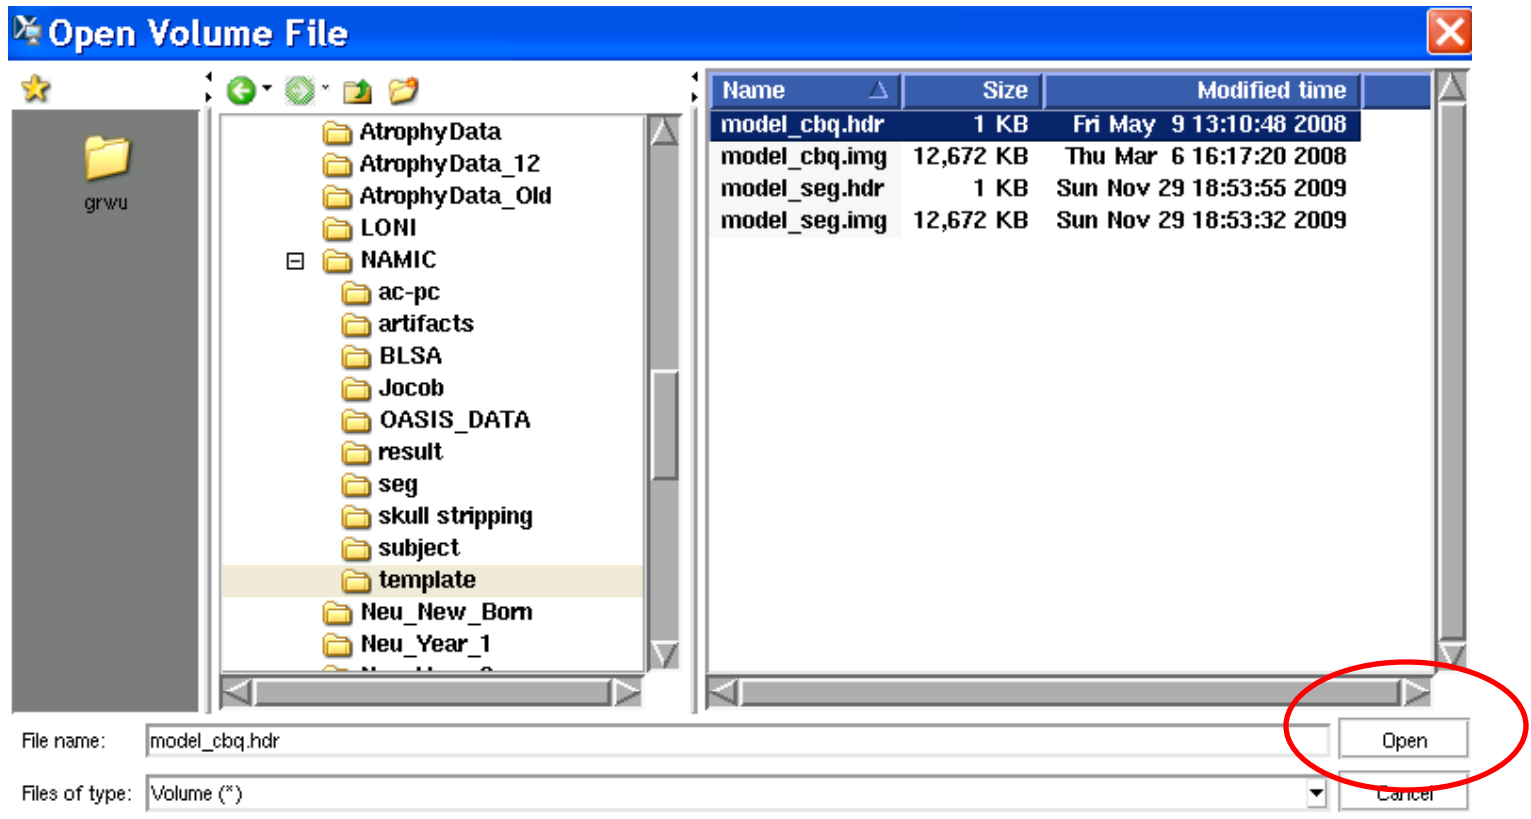 Open Volume File
grwu
AtrophyData
AtrophyData_12
AtrophyData_Old
LONI
NAMIC
ac-pc
artifacts
BLSA
Jocob
OASIS_DATA
result
seg
skull stripping
subject
template
Neu_New_Born
Neu_Year_1
Name Size Modified time
model_cbq.hdr 1 KB Fri May 9 13:10:48 2008
model_cbq.img 12,672 KB Thu Mar 6 16:17:20 2008
model_seg.hdr 1 KB Sun Nov 29 18:53:55 2009
model_seg.img 12,672 KB Sun Nov 29 18:53:32 2009
File name: model_cbq.hdr Open
Files of type: Volume (*) Cancel